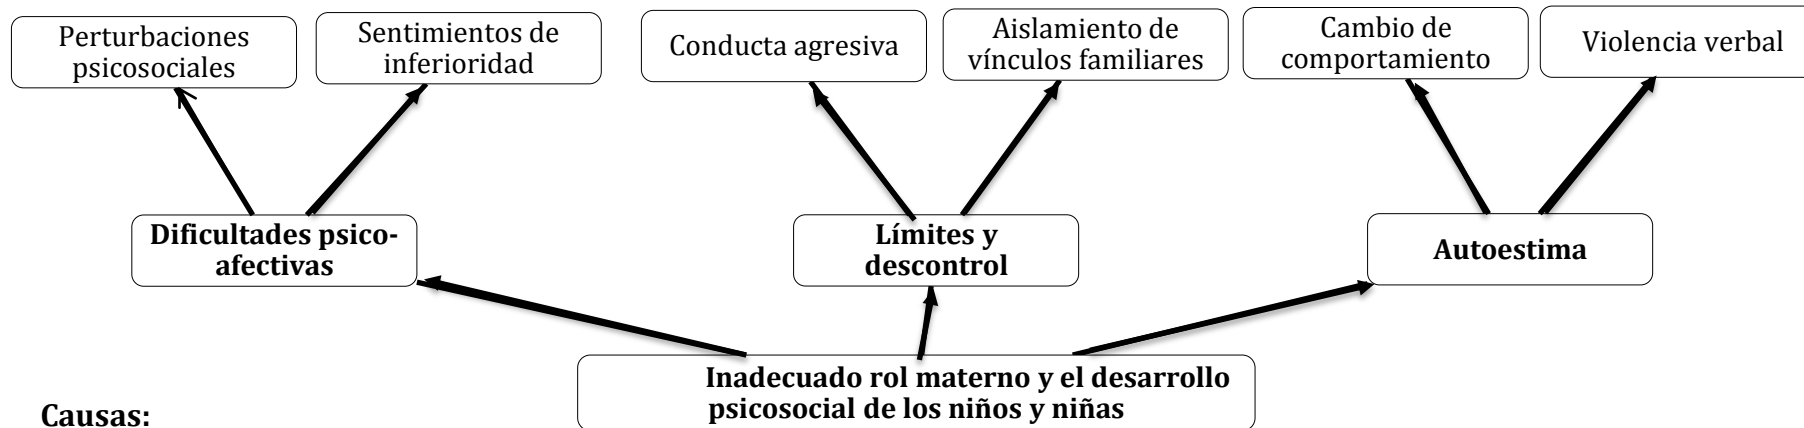 Perturbaciones
psicosociales
Sentimientos de
inferioridad
Conducta agresiva
Aislamiento de
vínculos familiares
Cambio de
comportamiento
Violencia verbal
Dificultades psico-
afectivas
Límites y
descontrol
Autoestima
Inadecuado rol materno y el desarrollo
psicosocial de los niños y niñas
Causas: